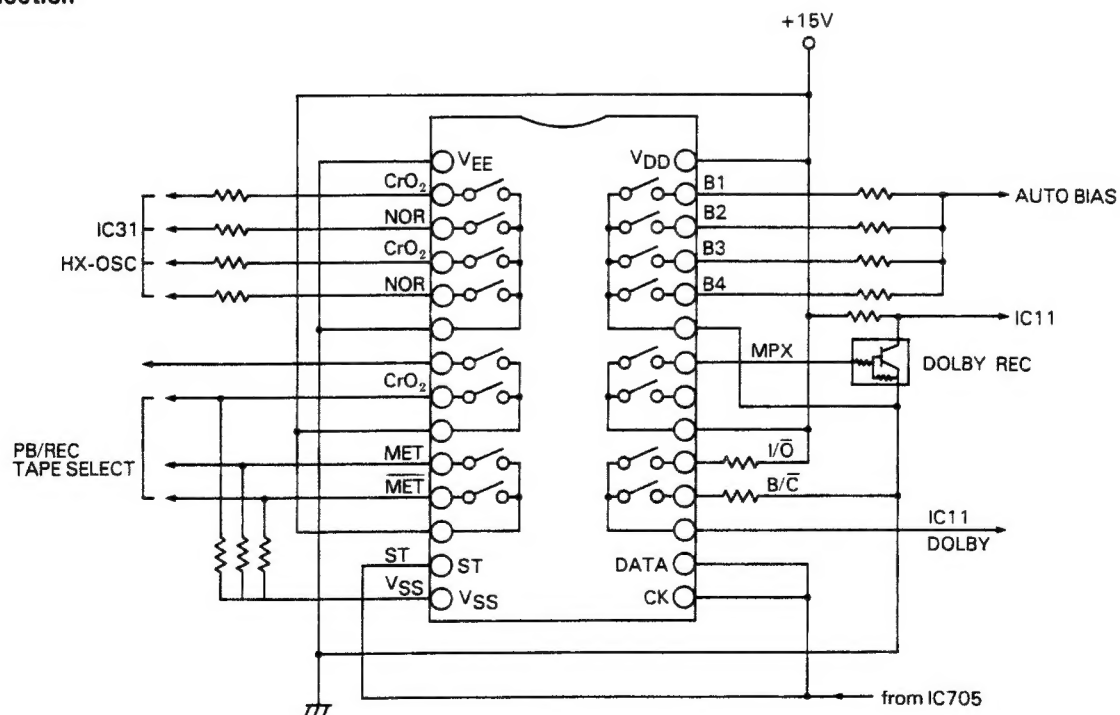 +15V
VEE
CrO₂
NOR
CrO₂
NOR
IC31
HX-OSC
CrO₂
PB/REC
TAPE SELECT
MET
M̅E̅T̅
ST
ST
VSS
VSS
VDD
B1
B2
B3
B4
AUTO BIAS
IC11
MPX
DOLBY REC
I/O̅
B/C̅
IC11
DOLBY
DATA
CK
from IC705